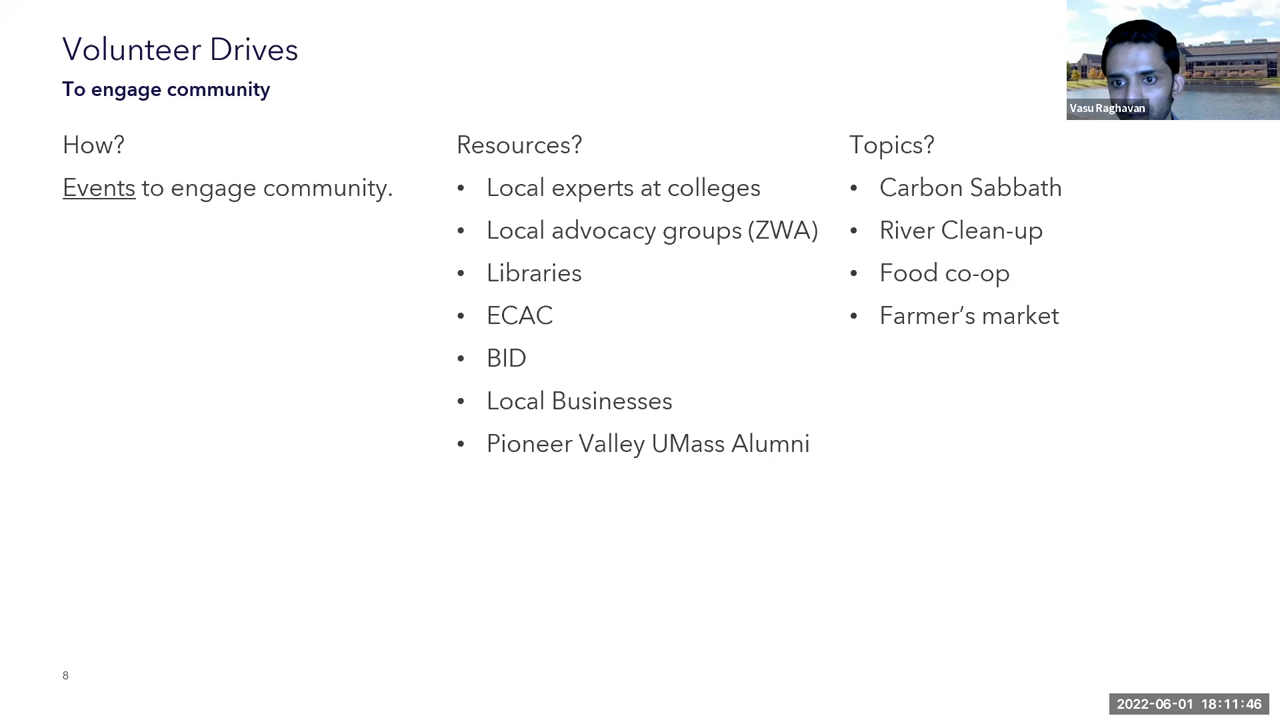 Volunteer Drives
To engage community
Vasu Raghavan
How?
Events to engage community.
Resources?
• Local experts at colleges
• Local advocacy groups (ZWA)
• Libraries
• ECAC
• BID
• Local Businesses
• Pioneer Valley UMass Alumni
Topics?
• Carbon Sabbath
• River Clean-up
• Food co-op
• Farmer’s market
8
2022-06-01 18:11:46